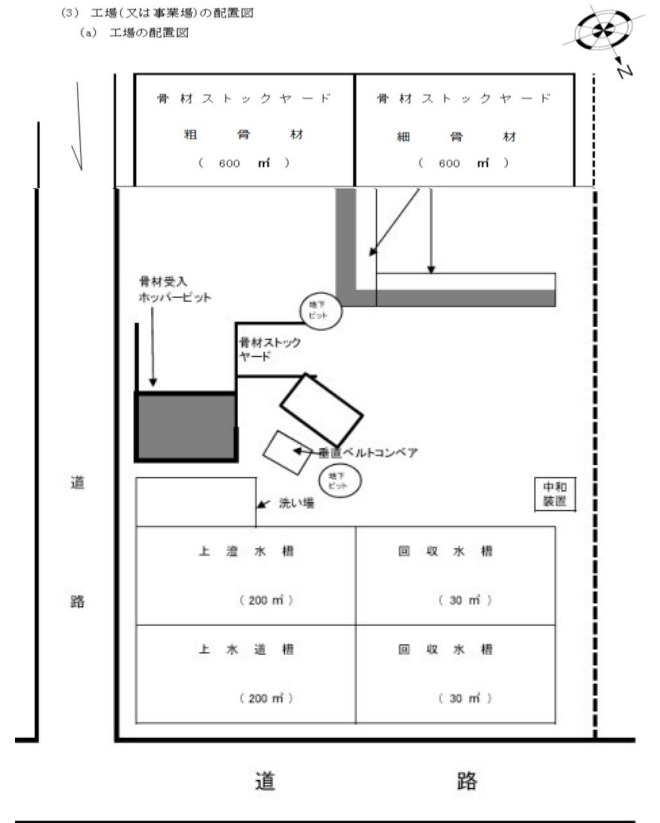 (3) 工場(又は事業場)の配置図
(a) 工場の配置図
N
骨材ストックヤード
粗骨材
( 600 ㎡ )
骨材ストックヤード
細骨材
( 600 ㎡ )
骨材受入
ホッパーピット
地下
ピット
骨材ストック
ヤード
垂直ベルトコンベア
地下
ピット
洗い場
中和
装置
道
路
上澄水槽
( 200 ㎡ )
回収水槽
( 30 ㎡ )
上水道槽
( 200 ㎡ )
回収水槽
( 30 ㎡ )
道路